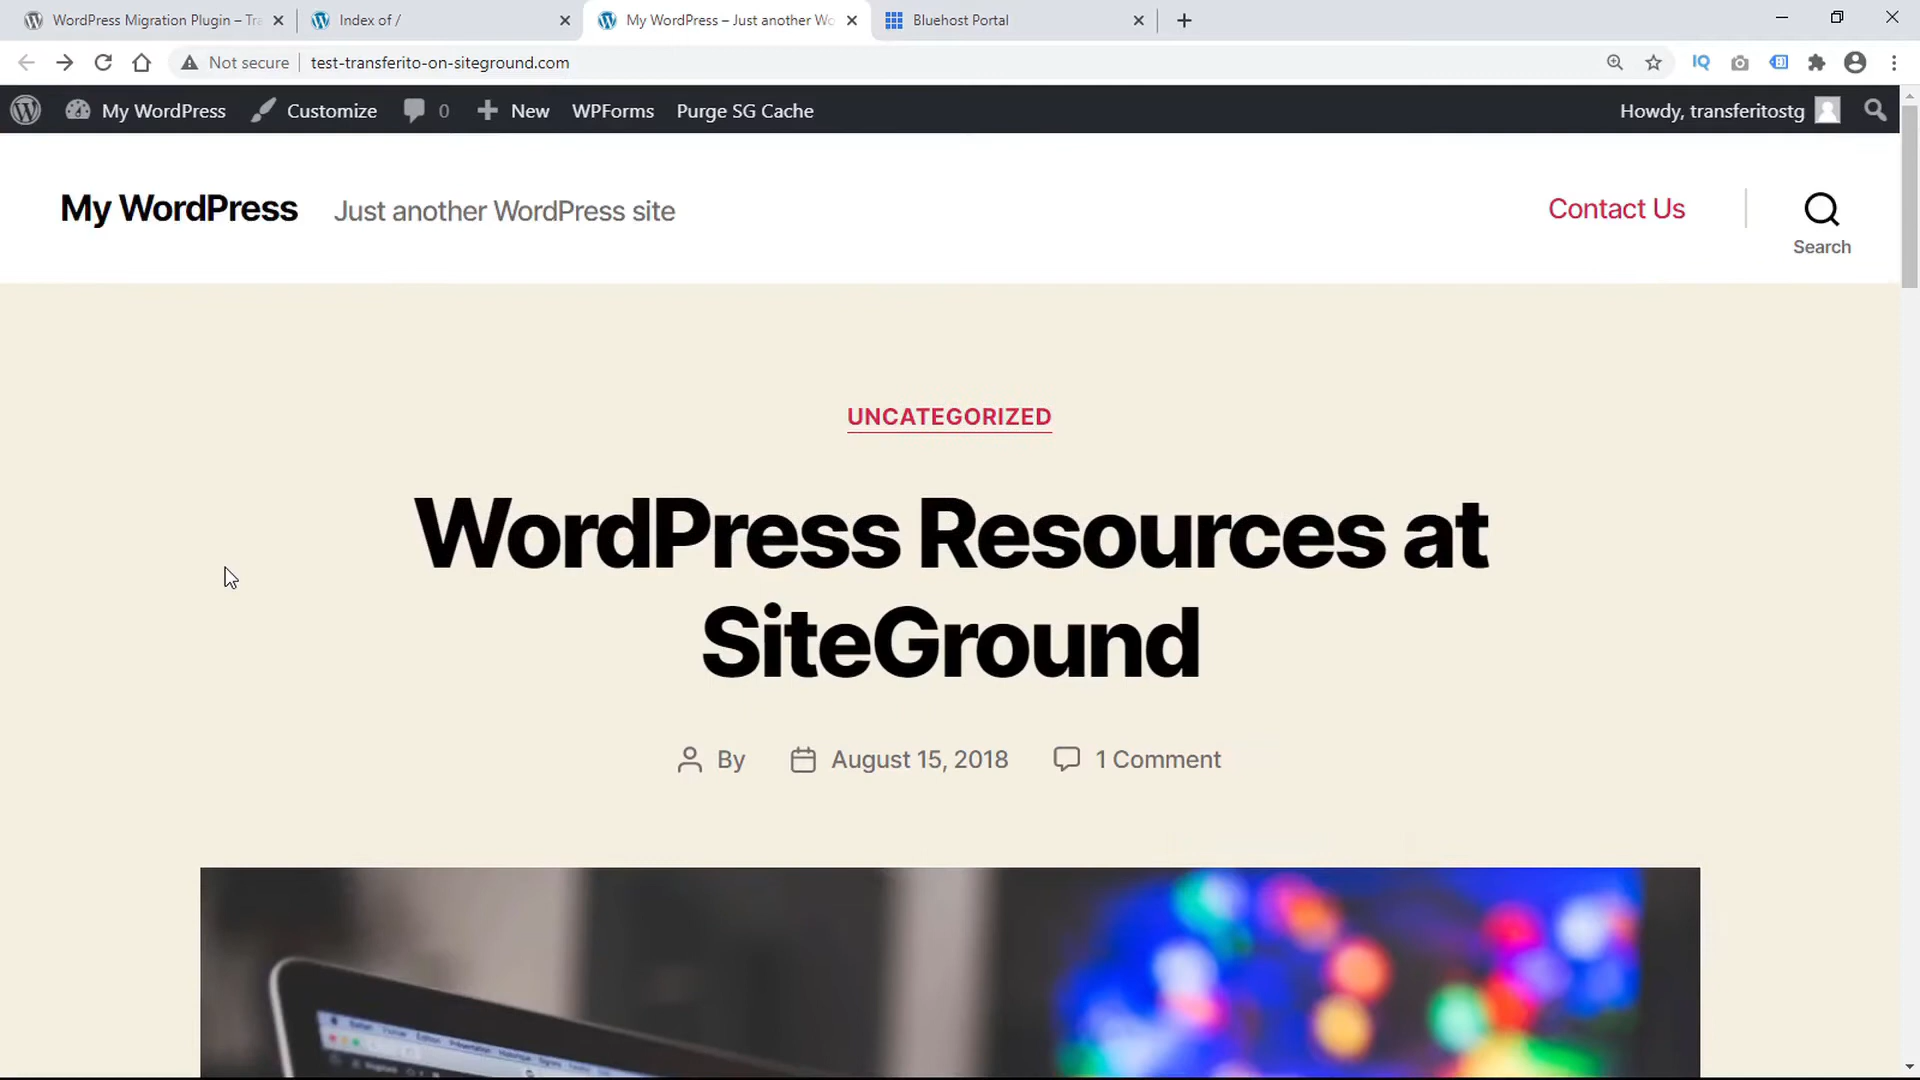 WordPress Migration Plugin – Tra
Index of /
My WordPress – Just another Wo
Bluehost Portal
Not secure
test-transferito-on-siteground.com
IQ
My WordPress
Customize
0
New
WPForms
Purge SG Cache
Howdy, transferitostg
My WordPress
Just another WordPress site
Contact Us
Search
UNCATEGORIZED
WordPress Resources at
SiteGround
By
August 15, 2018
1 Comment